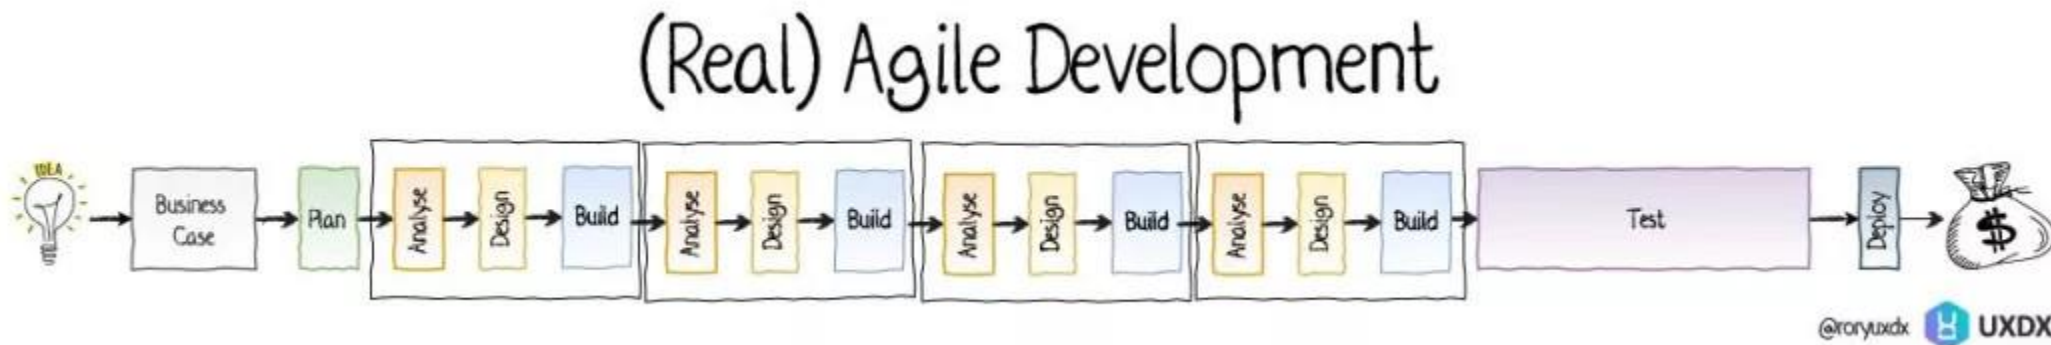 (Real) Agile Development
IDEA
Business
Case
Plan
Analyse
Design
Build
Analyse
Design
Build
Analyse
Design
Build
Analyse
Design
Build
Test
Deploy
$
@roryuxdx
UXDX